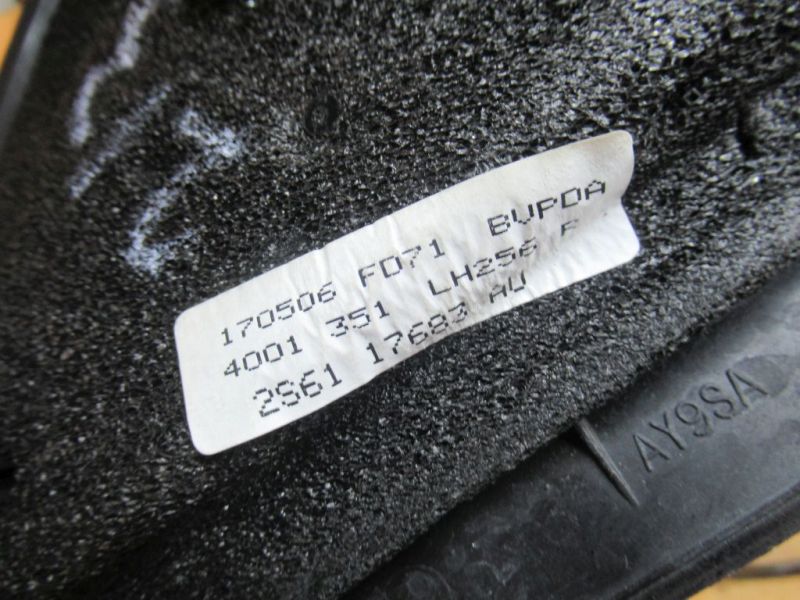 170506 FD71 BVPDA
4001 351 LH256 F
2S61 17683 AU
AY9SA